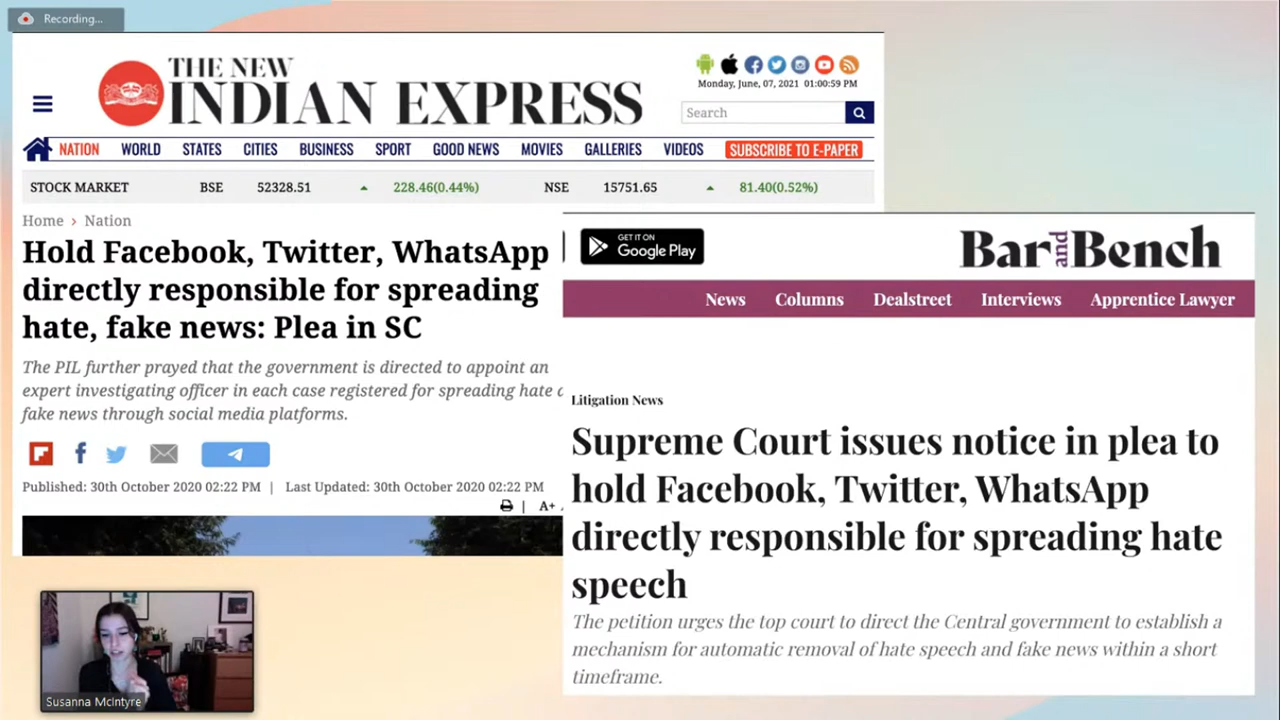 Recording...
THE NEW
INDIAN EXPRESS
Monday, June, 07, 2021 01:00:59 PM
Search
NATION WORLD STATES CITIES BUSINESS SPORT GOOD NEWS MOVIES GALLERIES VIDEOS SUBSCRIBE TO E-PAPER
STOCK MARKET BSE 52328.51 228.46(0.44%) NSE 15751.65 81.40(0.52%)
Home › Nation
Hold Facebook, Twitter, WhatsApp
directly responsible for spreading
hate, fake news: Plea in SC
The PIL further prayed that the government is directed to appoint an
expert investigating officer in each case registered for spreading hate
fake news through social media platforms.
Published: 30th October 2020 02:22 PM | Last Updated: 30th October 2020 02:22 PM
| A+
GET IT ON
Google Play
Bar and Bench
News Columns Dealstreet Interviews Apprentice Lawyer
Litigation News
Supreme Court issues notice in plea to
hold Facebook, Twitter, WhatsApp
directly responsible for spreading hate
speech
The petition urges the top court to direct the Central government to establish a
mechanism for automatic removal of hate speech and fake news within a short
timeframe.
Susanna McIntyre